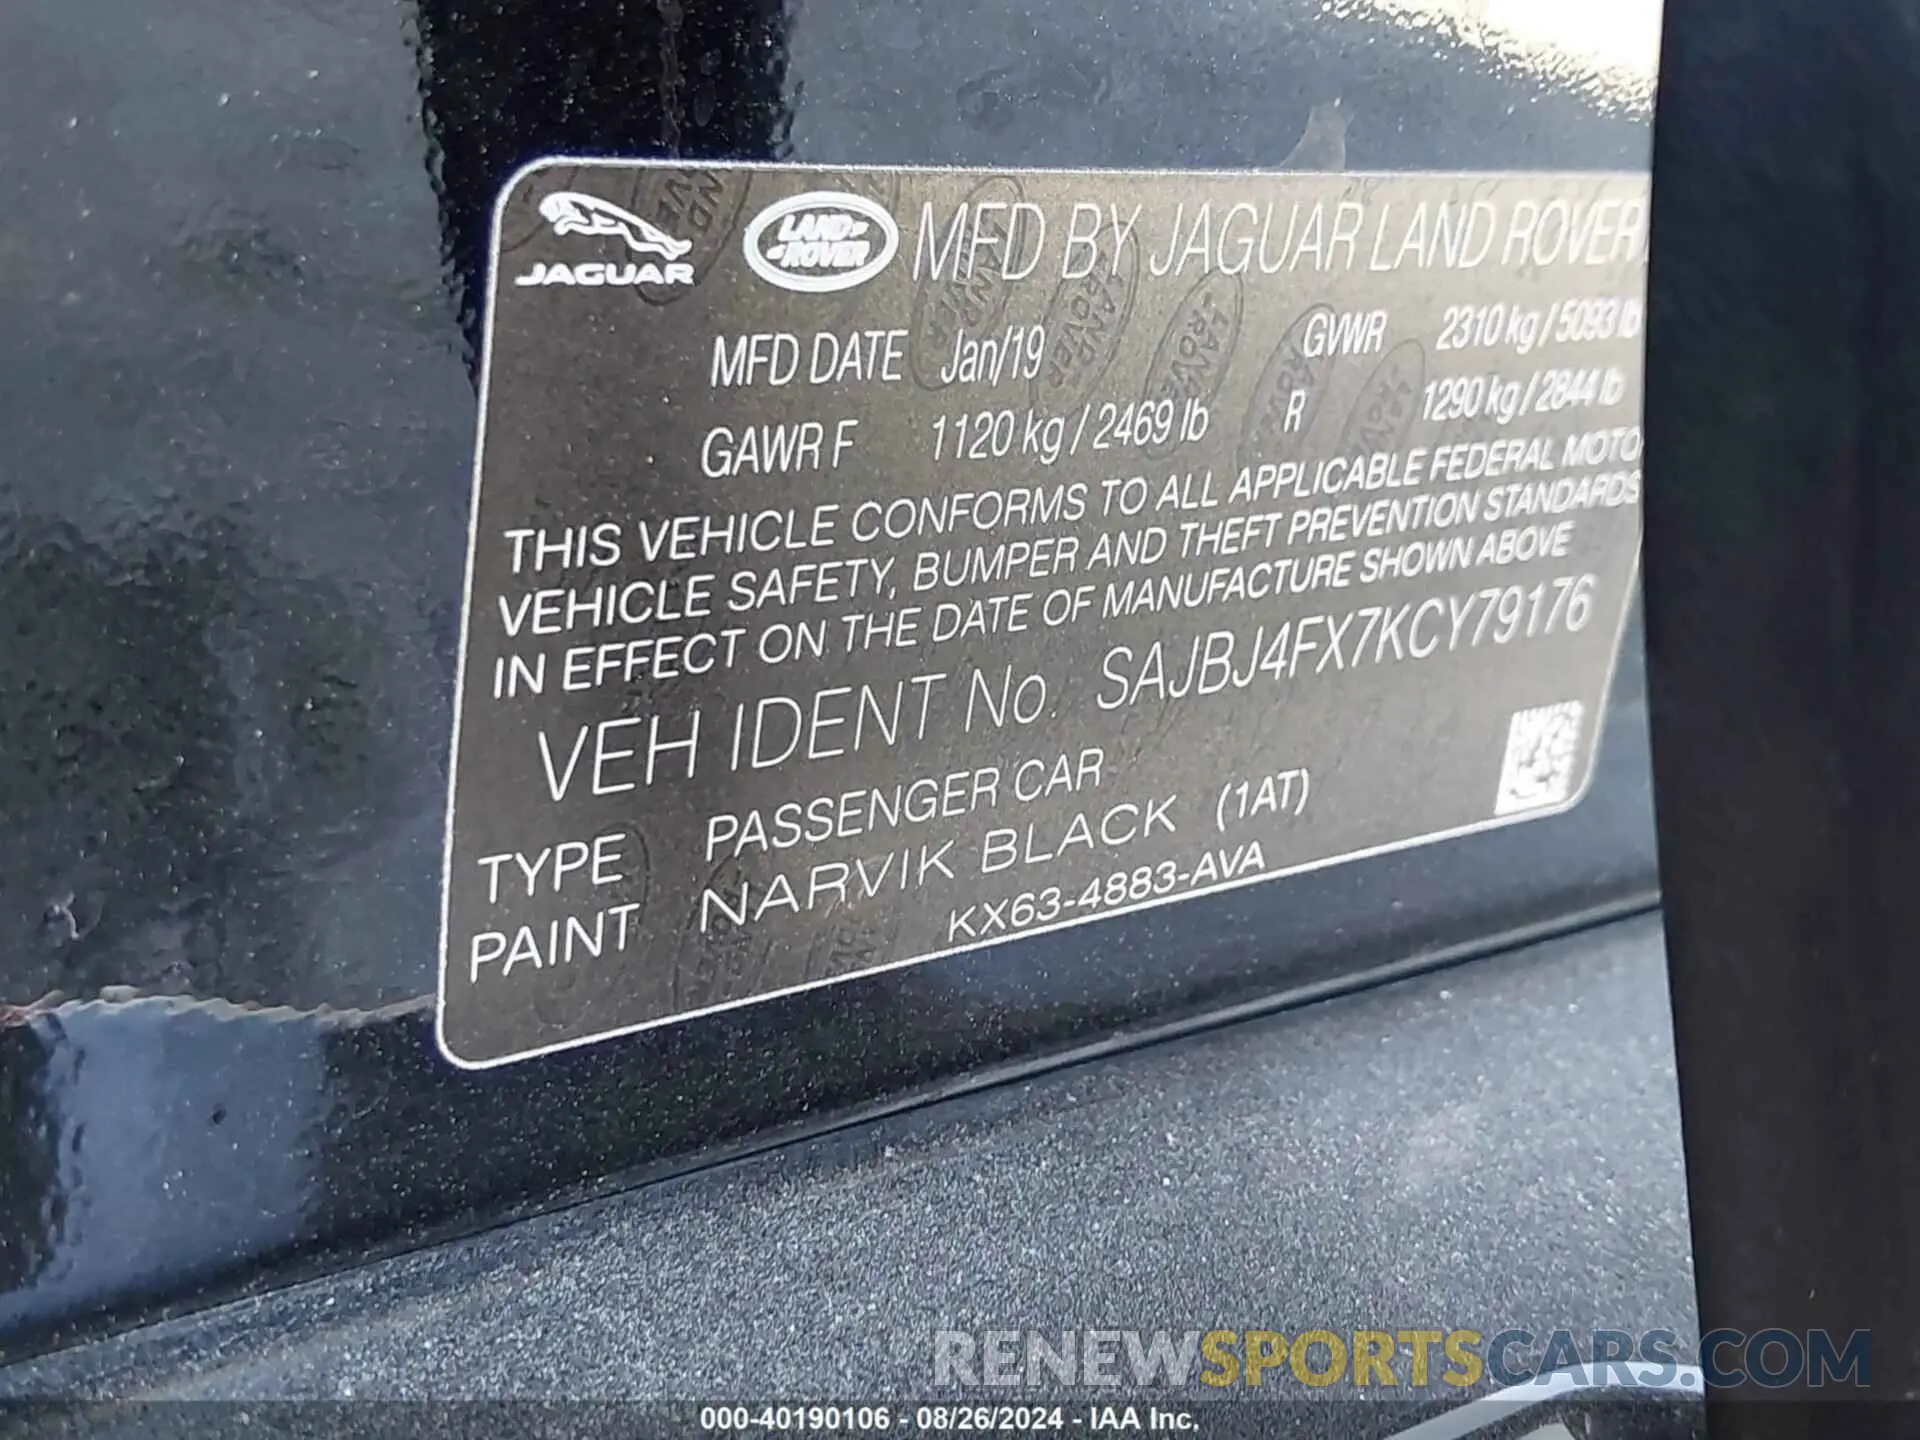 JAGUAR LAND ROVER MFD BY JAGUAR LAND ROVER
MFD DATE Jan/19 GVWR 2310 kg / 5093 lb
GAWR F 1120 kg / 2469 lb R 1290 kg / 2844 lb
THIS VEHICLE CONFORMS TO ALL APPLICABLE FEDERAL MOTO
VEHICLE SAFETY, BUMPER AND THEFT PREVENTION STANDARDS
IN EFFECT ON THE DATE OF MANUFACTURE SHOWN ABOVE
VEH IDENT No. SAJBJ4FX7KCY79176
TYPE PASSENGER CAR
PAINT NARVIK BLACK (1AT)
KX63-4883-AVA
RENEWSPORTSCARS.COM
000-40190106 - 08/26/2024 - IAA Inc.